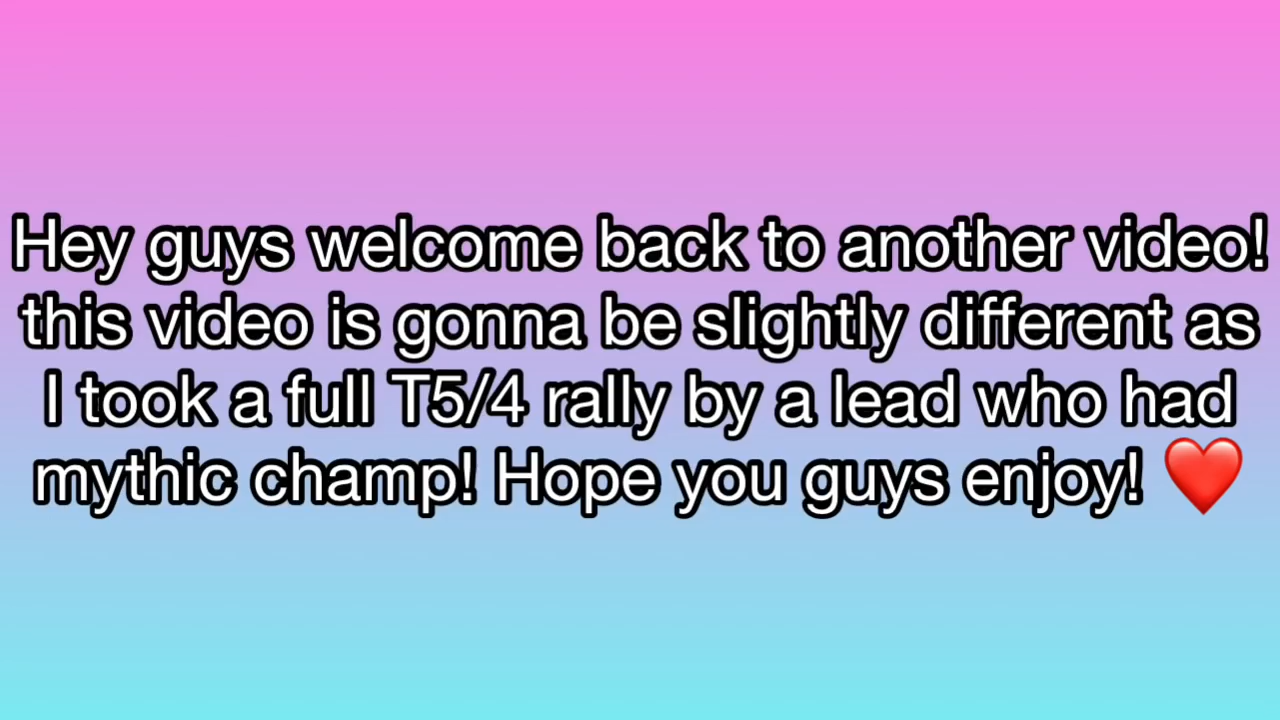 Hey guys welcome back to another video!
this video is gonna be slightly different as
I took a full T5/4 rally by a lead who had
mythic champ! Hope you guys enjoy! ❤️